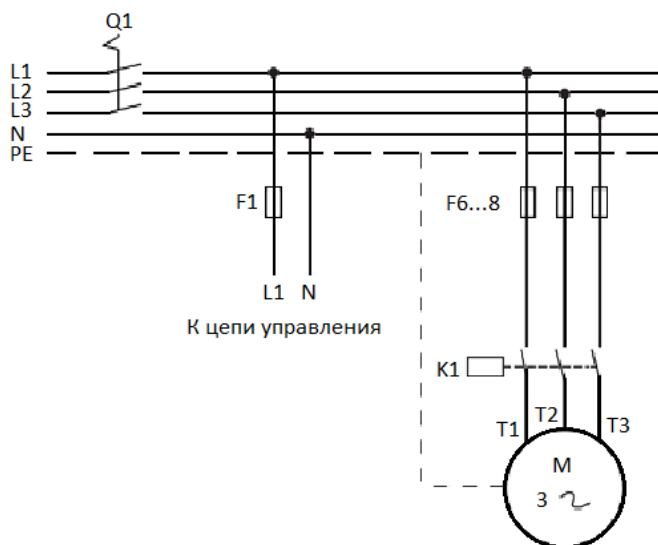 Q1
L1
L2
L3
N
PE
F1
F6...8
L1 N
К цепи управления
K1
T1 T2 T3
M
3 ~